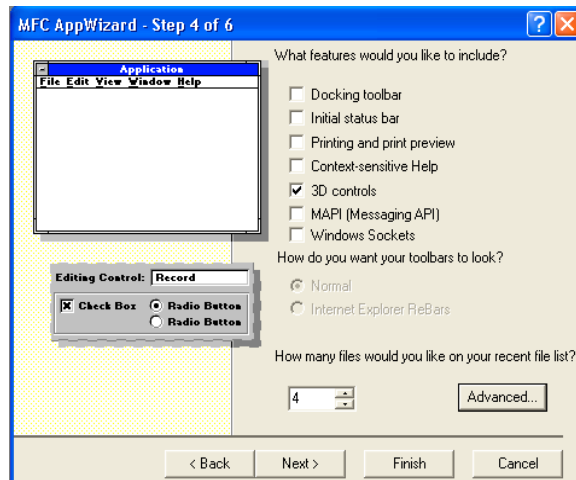 MFC AppWizard - Step 4 of 6
Application
File Edit View Window Help
Editing Control: Record
Check Box
Radio Button
Radio Button
What features would you like to include?
Docking toolbar
Initial status bar
Printing and print preview
Context-sensitive Help
3D controls
MAPI (Messaging API)
Windows Sockets
How do you want your toolbars to look?
Normal
Internet Explorer ReBars
How many files would you like on your recent file list?
4
Advanced...
< Back Next > Finish Cancel